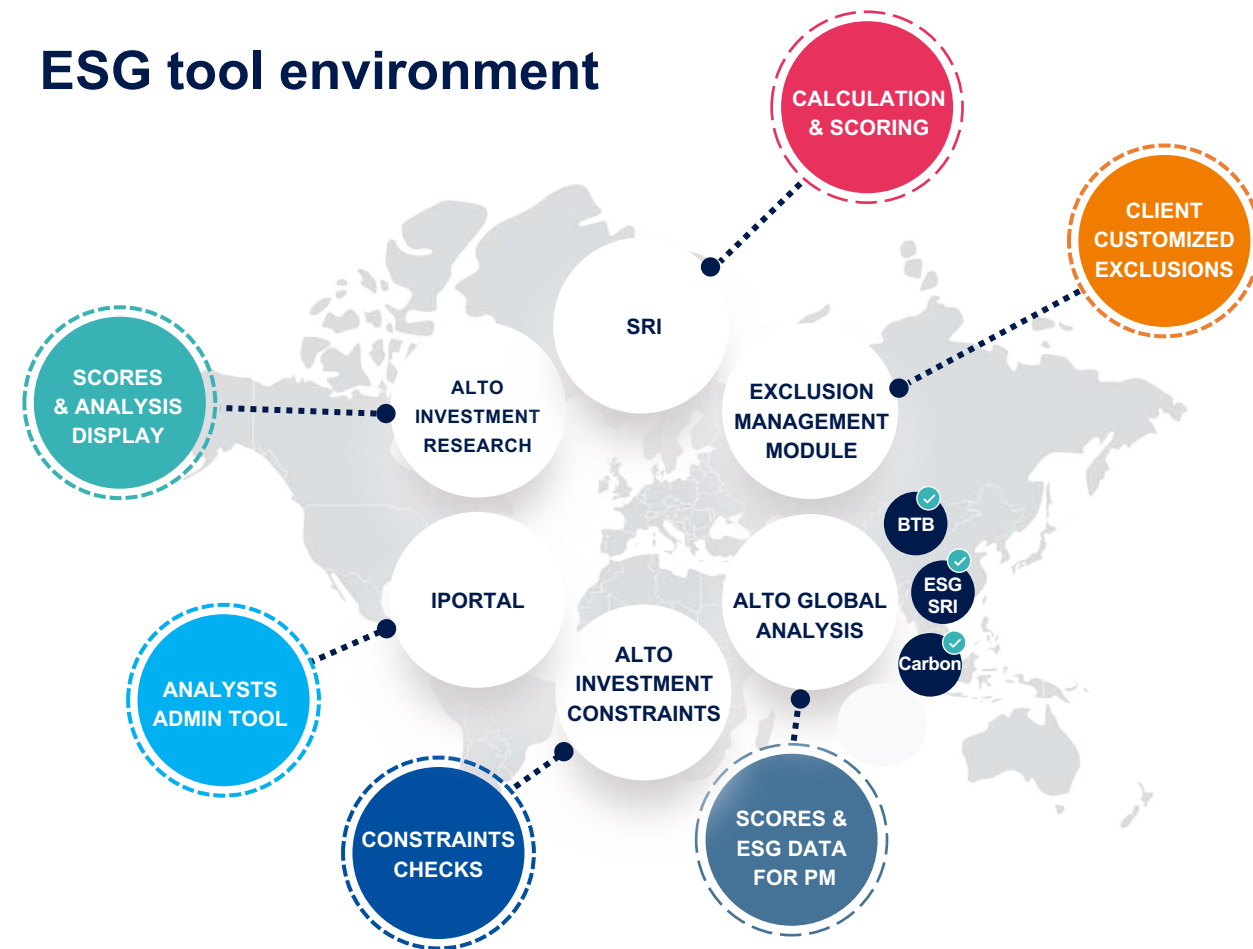 ESG tool environment
CALCULATION
& SCORING
CLIENT
CUSTOMIZED
EXCLUSIONS
SRI
SCORES
& ANALYSIS
DISPLAY
ALTO
INVESTMENT
RESEARCH
EXCLUSION
MANAGEMENT
MODULE
BTB
ESG
SRI
Carbon
IPORTAL
ALTO GLOBAL
ANALYSIS
ALTO
INVESTMENT
CONSTRAINTS
ANALYSTS
ADMIN TOOL
CONSTRAINTS
CHECKS
SCORES &
ESG DATA
FOR PM